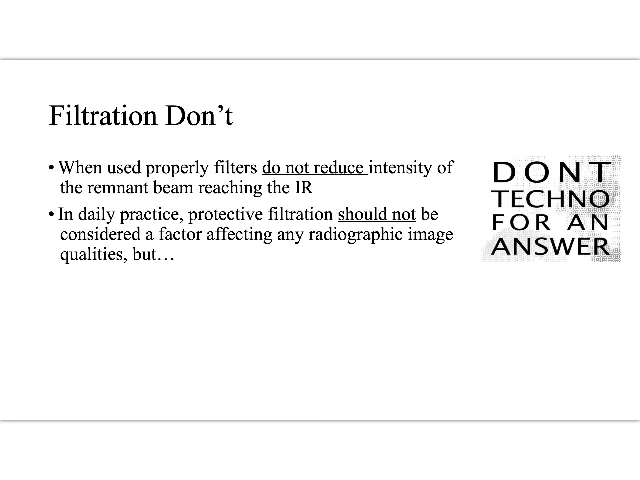 Filtration Don’t
• When used properly filters do not reduce intensity of
the remnant beam reaching the IR
• In daily practice, protective filtration should not be
considered a factor affecting any radiographic image
qualities, but…
DONT
TECHNO
FOR AN
ANSWER